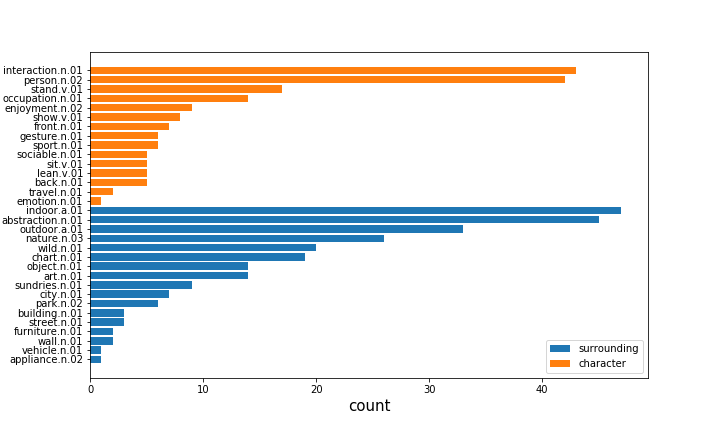 interaction.n.01
person.n.02
stand.v.01
occupation.n.01
enjoyment.n.02
show.v.01
front.n.01
gesture.n.01
sport.n.01
sociable.n.01
sit.v.01
lean.v.01
back.n.01
travel.n.01
emotion.n.01
indoor.a.01
abstraction.n.01
outdoor.a.01
nature.n.03
wild.n.01
chart.n.01
object.n.01
art.n.01
sundries.n.01
city.n.01
park.n.02
building.n.01
street.n.01
furniture.n.01
wall.n.01
vehicle.n.01
appliance.n.02
surrounding
character
0 10 20 30 40
count